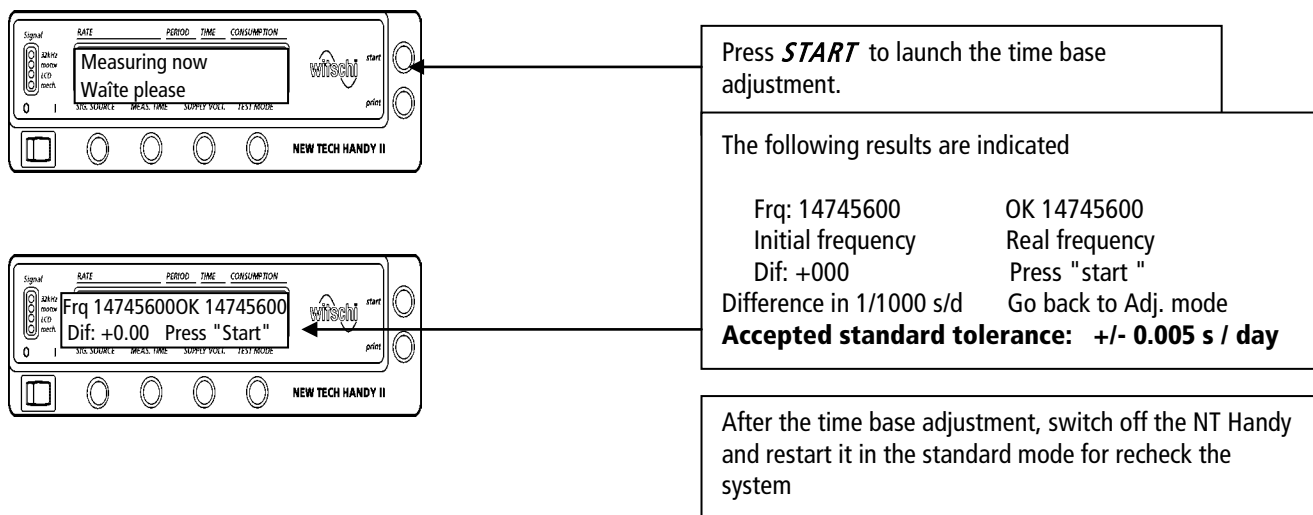 Signal
RATE PERIOD TIME CONSUMPTION
32kHz
motor
LCD
mech.
Measuring now
Waîte please
witschi
start
print
0 I
SIG. SOURCE MEAS. TIME SUPPLY VOLT. TEST MODE
NEW TECH HANDY II
Press START to launch the time base
adjustment.
The following results are indicated
Frq: 14745600 OK 14745600
Initial frequency Real frequency
Dif: +000 Press "start "
Difference in 1/1000 s/d Go back to Adj. mode
Accepted standard tolerance: +/- 0.005 s / day
Signal
RATE PERIOD TIME CONSUMPTION
32kHz
motor
LCD
mech.
Frq 14745600OK 14745600
Dif: +0.00 Press "Start"
witschi
start
print
0 I
SIG. SOURCE MEAS. TIME SUPPLY VOLT. TEST MODE
NEW TECH HANDY II
After the time base adjustment, switch off the NT Handy
and restart it in the standard mode for recheck the
system